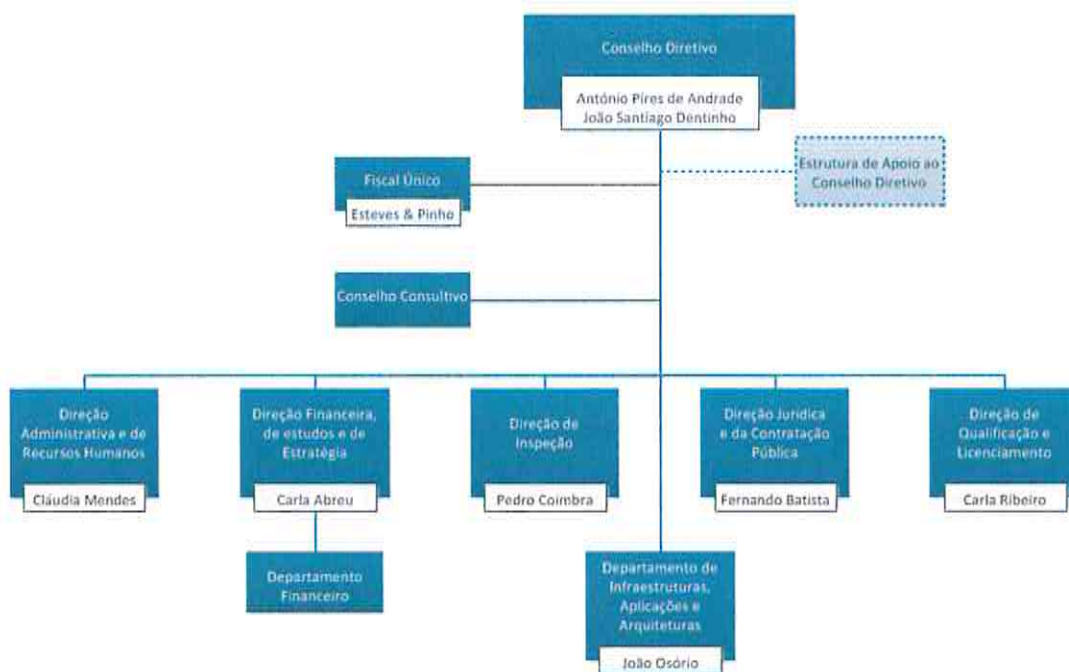 Conselho Diretivo
António Pires de Andrade
João Santiago Dentinho
Estrutura de Apoio ao
Conselho Diretivo
Fiscal Único
Esteves & Pinho
Conselho Consultivo
Direção
Administrativa e de
Recursos Humanos
Cláudia Mendes
Direção Financeira,
de estudos e de
Estratégia
Carla Abreu
Direção de
Inspeção
Pedro Coimbra
Direção Jurídica
e da Contratação
Pública
Fernando Batista
Direção de
Qualificação e
Licenciamento
Carla Ribeiro
Departamento
Financeiro
Departamento de
Infraestruturas,
Aplicações e
Arquiteturas
João Osório